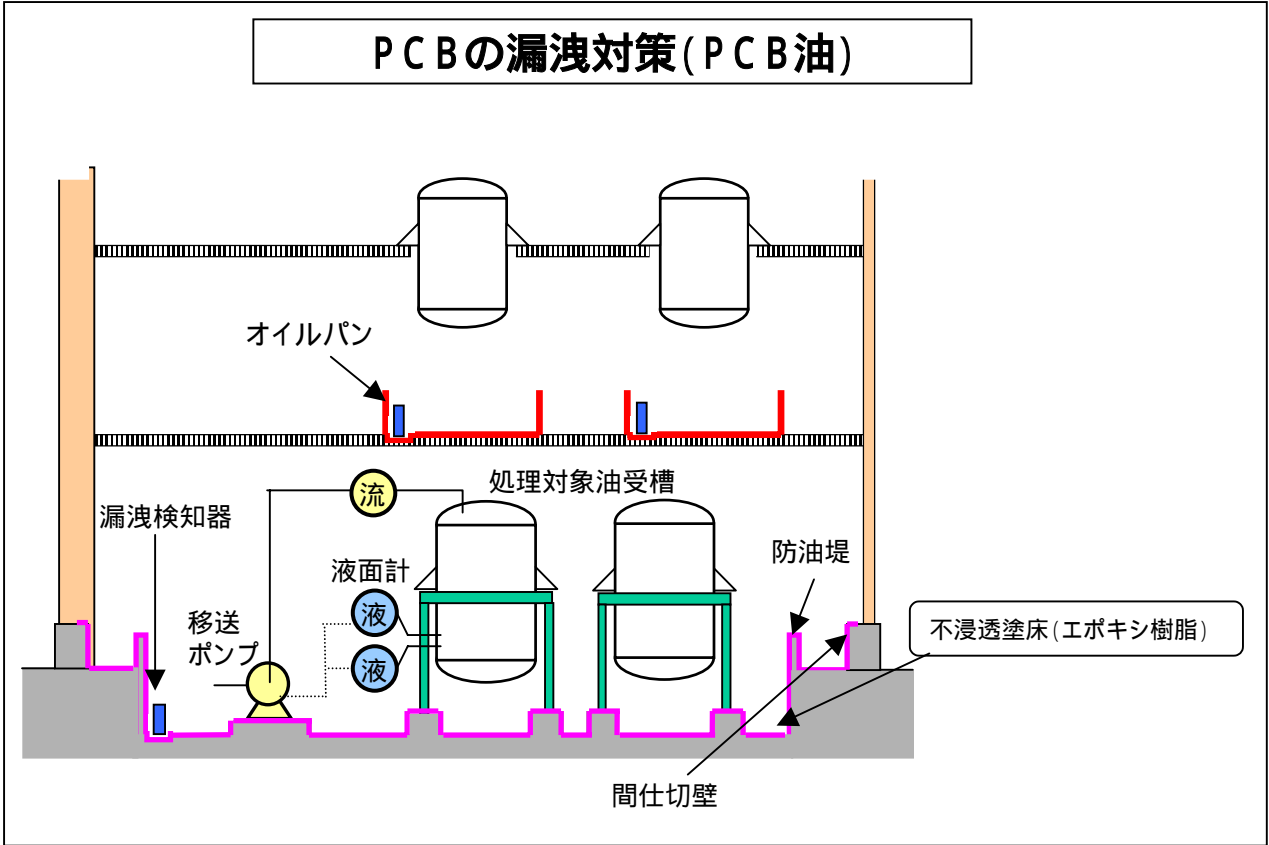 PCBの漏洩対策(PCB油)
オイルパン
流
処理対象油受槽
漏洩検知器
液面計
防油堤
液
移送
ポンプ
液
不浸透塗床(エポキシ樹脂)
間仕切壁